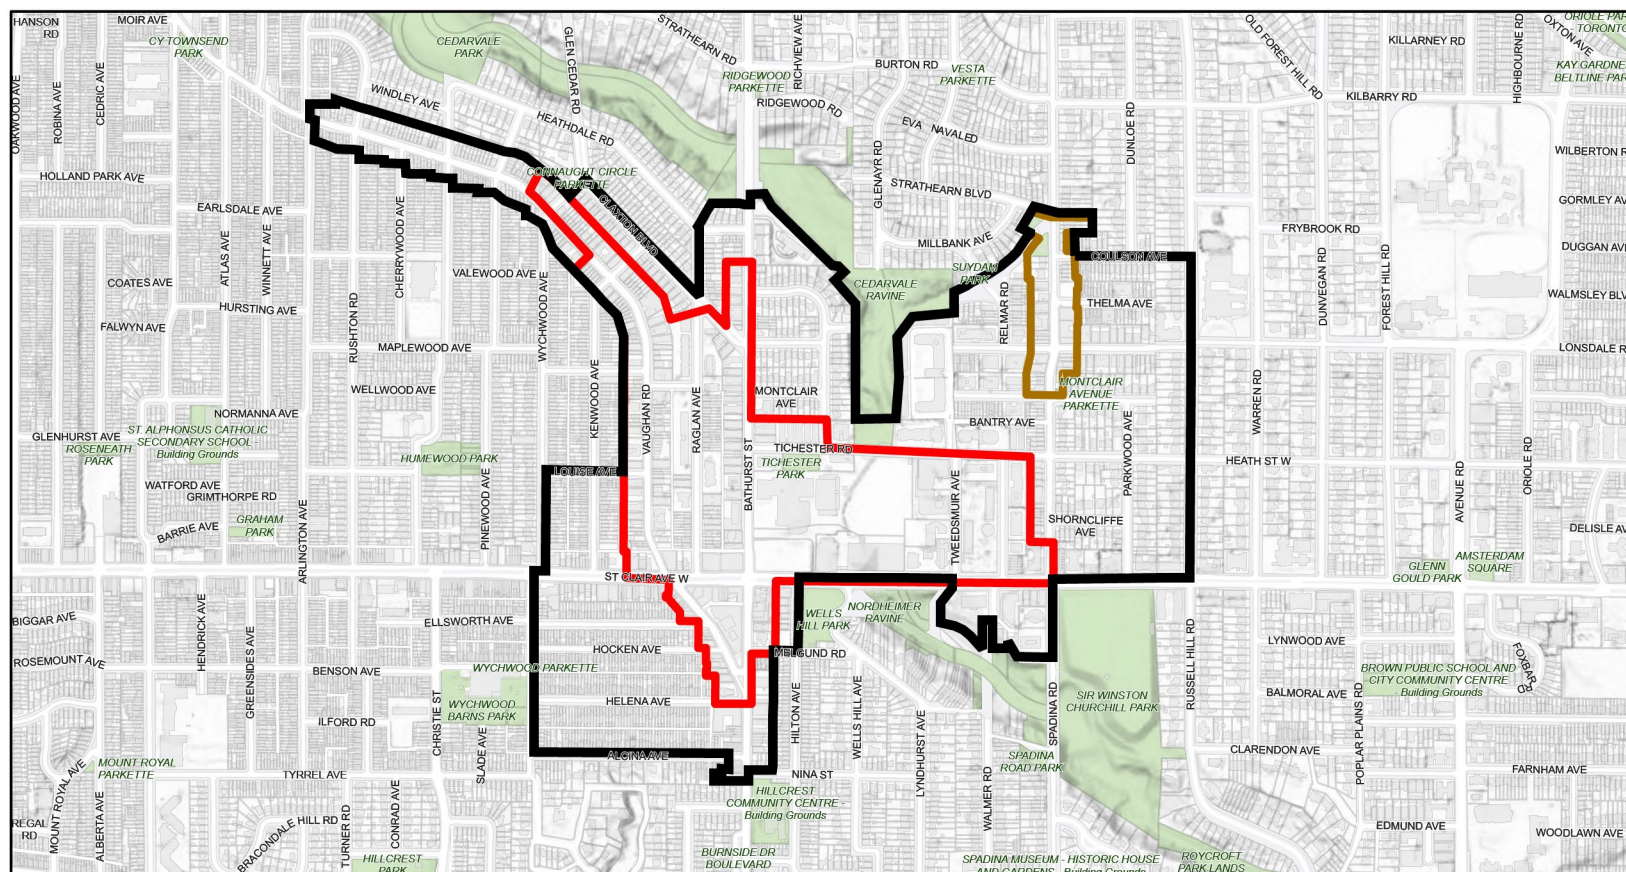 HANSON
RD
MOIR AVE
CY TOWNSEND
PARK
CEDARVALE
PARK
GLEN CEDAR RD
STRATHEARN RD
RICHVIEW AVE
BURTON RD
VESTA
PARKETTE
RIDGEWOOD
PARKETTE
RIDGEWOOD RD
OLD FOREST HILL RD
KILLARNEY RD
KILBARRY RD
HIGHBOURNE RD
OXTON AVE
ORIOLE PAR
TORONTO
KAY GARDNE
BELTLINE PAR
OAKWOOD AVE
ROBINA AVE
CEDRIC AVE
WINDLEY AVE
HEATHDALE RD
EVA NAVALED
DUNLOE RD
WILBERTON R
HOLLAND PARK AVE
CONNAUGHT CIRCLE
PARKETTE
GLENAYR RD
STRATHEARN BLVD
GORMLEY AV
EARLSDALE AVE
CLAXTON BLVD
MILLBANK AVE
FRYBROOK RD
DUGGAN AVE
ATLAS AVE
WINNETT AVE
CHERRYWOOD AVE
VALEWOOD AVE
SUYDAM
PARK
COULSON AVE
COATES AVE
CEDARVALE
RAVINE
RELMAR RD
THELMA AVE
DUNVEGAN RD
FOREST HILL RD
WALMSLEY BLV
HURSTING AVE
FALWYN AVE
RUSHTON RD
WYCHWOOD AVE
MAPLEWOOD AVE
LONSDALE R
WELLWOOD AVE
KENWOOD AVE
VAUGHAN RD
RAGLAN AVE
MONTCLAIR
AVE
MONTCLAIR
AVENUE
PARKETTE
WARREN RD
NORMANNA AVE
BANTRY AVE
PARKWOOD AVE
GLENHURST AVE
ROSENEATH
PARK
ST. ALPHONSUS CATHOLIC
SECONDARY SCHOOL -
Building Grounds
HUMEWOOD PARK
LOUISE AVE
BATHURST ST
TICHESTER RD
TICHESTER
PARK
HEATH ST W
AVENUE RD
ORIOLE RD
WATFORD AVE
GRIMTHORPE RD
BARRIE AVE
GRAHAM
PARK
ARLINGTON AVE
PINEWOOD AVE
TWEEDSMUIR AVE
SHORNCLIFFE
AVE
DELISLE AV
ST CLAIR AVE W
GLENN
GOULD PARK
AMSTERDAM
SQUARE
BIGGAR AVE
HENDRICK AVE
ELLSWORTH AVE
WELLS
HILL PARK
NORDHEIMER
RAVINE
ROSEMOUNT AVE
GREENSIDES AVE
BENSON AVE
WYCHWOOD PARKETTE
HOCKEN AVE
MELGUND RD
RUSSELL HILL RD
LYNWOOD AVE
FOXBAR RD
BROWN PUBLIC SCHOOL AND
CITY COMMUNITY CENTRE
- Building Grounds
CHRISTIE ST
WYCHWOOD
BARNS PARK
HELENA AVE
HILTON AVE
WELLS HILL AVE
LYNDHURST AVE
SPADINA RD
SIR WINSTON
CHURCHILL PARK
BALMORAL AVE
POPLAR PLAINS RD
ILFORD RD
SLADE AVE
ALCINA AVE
SPADINA
ROAD PARK
CLARENDON AVE
MOUNT ROYAL AVE
MOUNT ROYAL
PARKETTE
TYRREL AVE
NINA ST
WALMER RD
FARNHAM AVE
HILLCREST
COMMUNITY CENTRE -
Building Grounds
REGAL
RD
ALBERTA AVE
BRACONDALE HILL RD
TURNER RD
CONRAD AVE
HILLCREST
PARK
BURNSIDE DR
BOULEVARD
SPADINA MUSEUM - HISTORIC HOUSE
AND GARDENS - Building Grounds
ROYCROFT
PARK LANDS
EDMUND AVE
WOODLAWN AVE